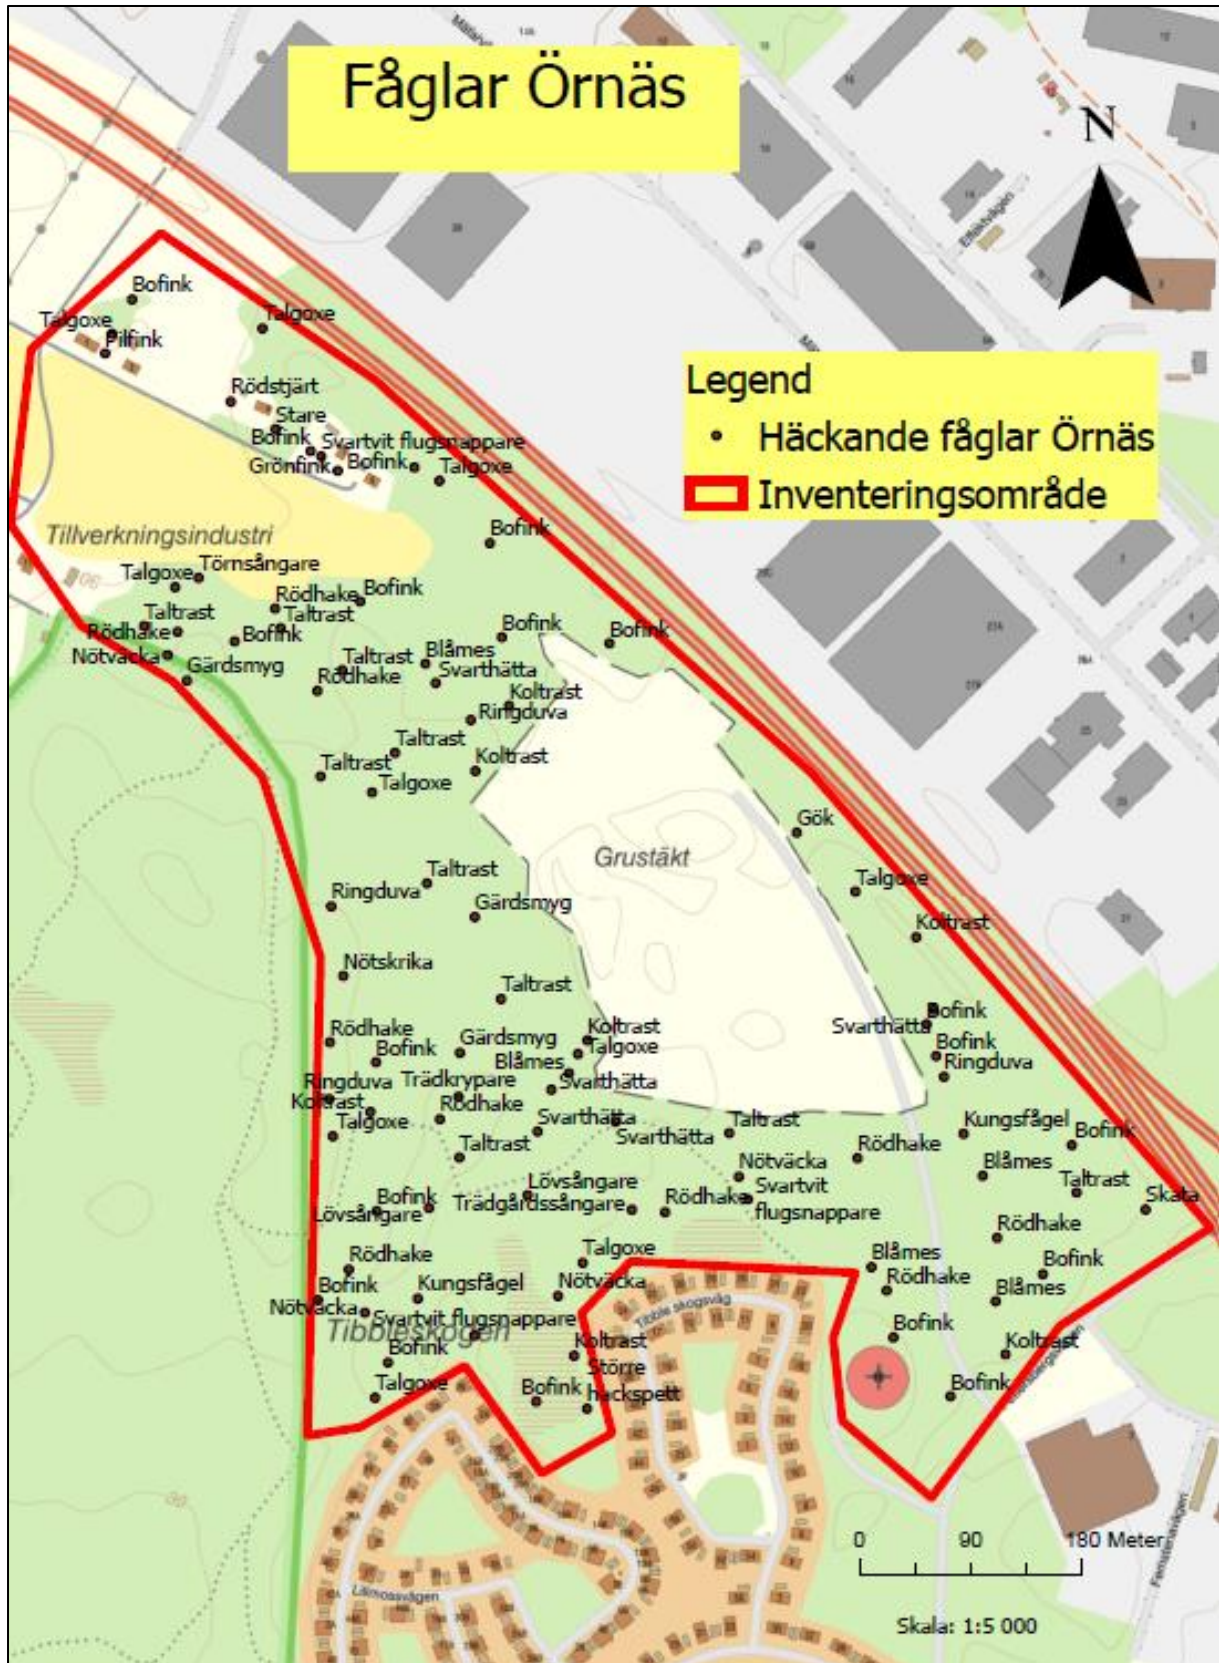 Fåglar Örnäs
N
Effektvägen
Legend
Häckande fåglar Örnäs
Inventeringsområde
Bofink
Talgoxe
Pilfink
Talgoxe
Rödstjärt
Stare
Bofink
Svartvit flugsnappare
Grönfink
Bofink
Talgoxe
Bofink
Tillverkningsindustri
Törnsångare
Talgoxe
Rödhake
Bofink
Taltrast
Taltrast
Rödhake
Bofink
Bofink
Bofink
Nötväcka
Gärdsmyg
Taltrast
Rödhake
Blåmes
Svarthätta
Koltrast
Ringduva
Taltrast
Koltrast
Taltrast
Talgoxe
Gök
Grustäkt
Talgoxe
Taltrast
Ringduva
Gärdsmyg
Koltrast
Nötskrika
Taltrast
Bofink
Svarthätta
Rödhake
Koltrast
Gärdsmyg
Talgoxe
Bofink
Blåmes
Bofink
Ringduva
Ringduva
Trädkrypare
Svarthätta
Koltrast
Rödhake
Talgoxe
Svarthätta
Svarthätta
Taltrast
Kungsfågel
Bofink
Taltrast
Rödhake
Nötväcka
Blåmes
Lövsångare
Svartvit
flugsnappare
Taltrast
Skata
Bofink
Trädgårdssångare
Rödhake
Lövsångare
Rödhake
Rödhake
Talgoxe
Blåmes
Bofink
Rödhake
Bofink
Kungsfågel
Nötväcka
Blåmes
Nötväcka
Svartvit flugsnappare
Tibble skogsväg
Tibbleskogen
Bofink
Koltrast
Koltrast
Bofink
Större
hackspett
Talgoxe
Bofink
Bofink
0 90 180 Meter
Skala: 1:5 000
Femstensvägen